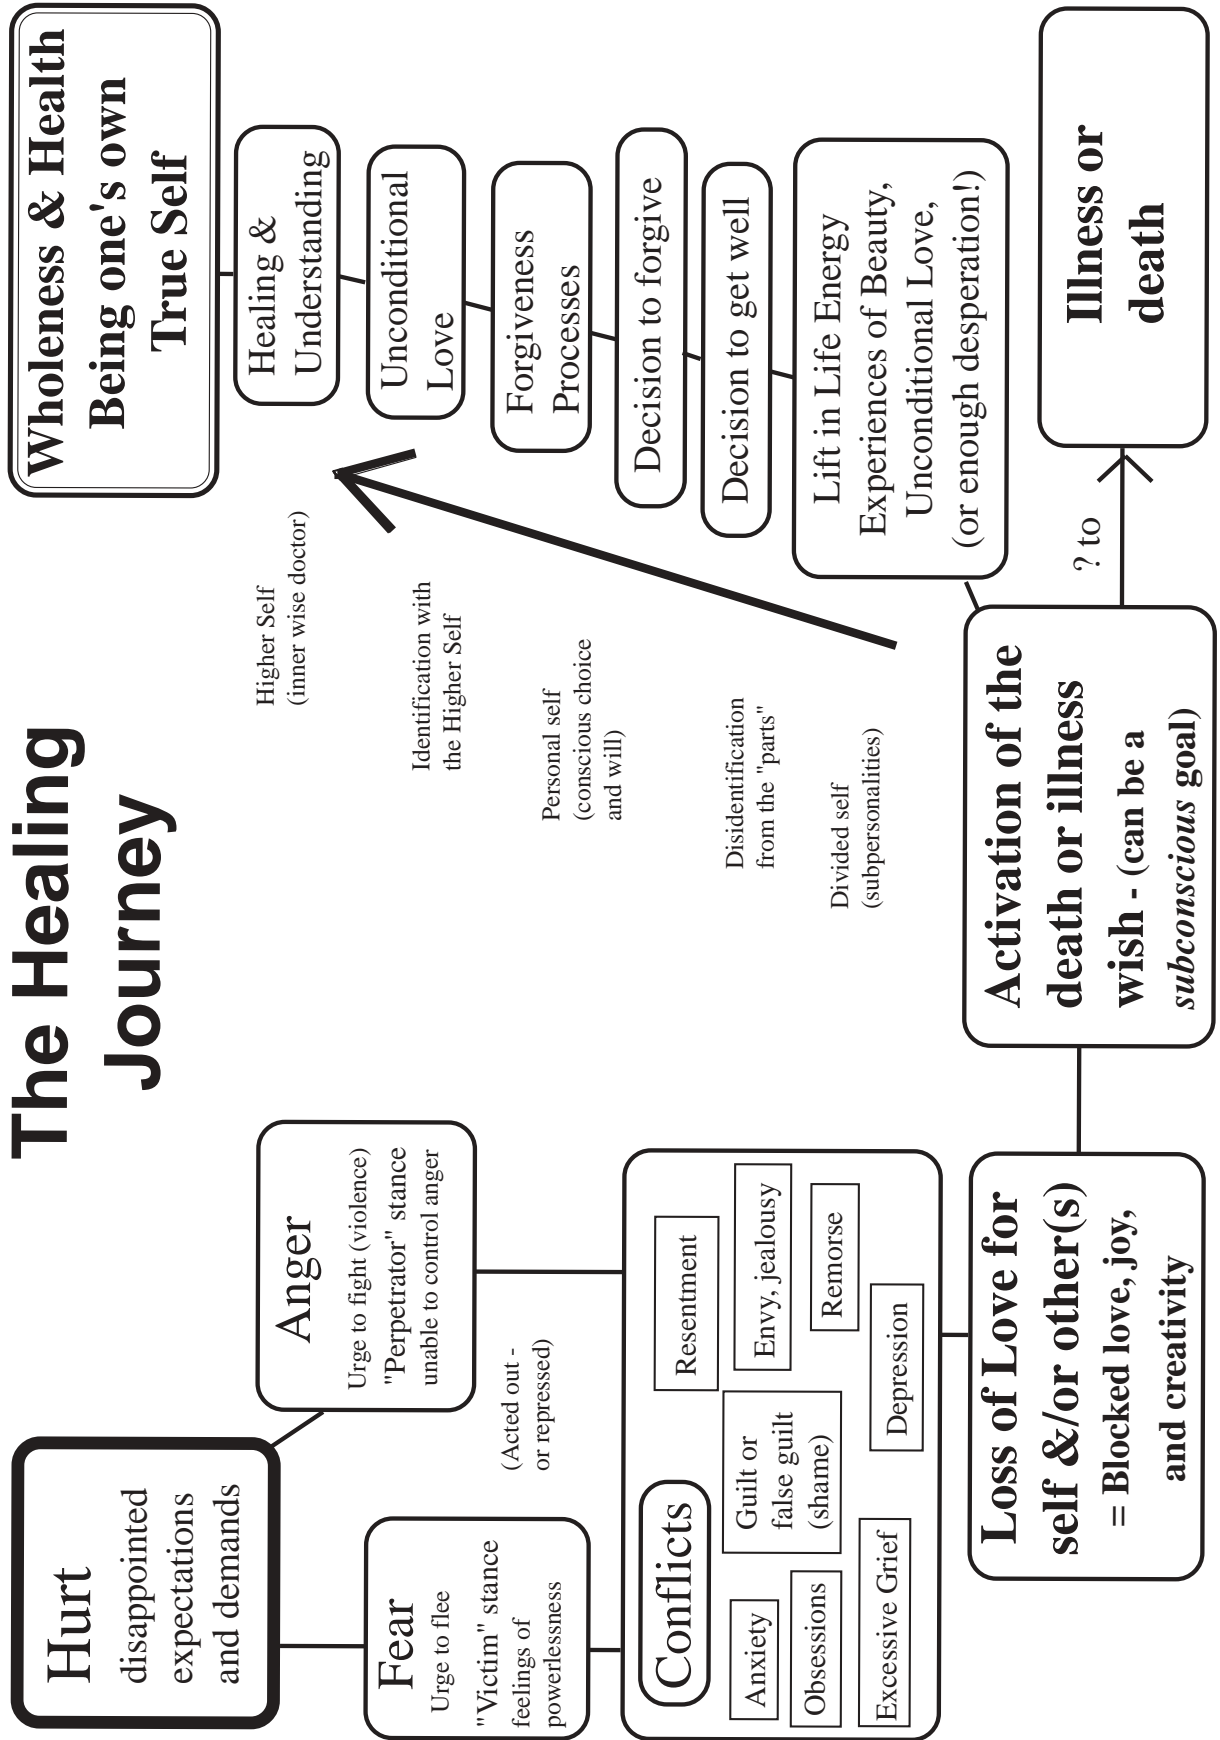 The Healing
Journey
Hurt
disappointed
expectations
and demands
Anger
Urge to fight (violence)
"Perpetrator" stance
unable to control anger
Fear
Urge to flee
"Victim" stance
feelings of
powerlessness
(Acted out -
or repressed)
Conflicts
Resentment
Envy, jealousy
Remorse
Guilt or
false guilt
(shame)
Depression
Anxiety
Obsessions
Excessive Grief
Loss of Love for
self &/or other(s)
= Blocked love, joy,
and creativity
Activation of the
death or illness
wish - (can be a
subconscious goal)
? to
Illness or
death
Lift in Life Energy
Experiences of Beauty,
Unconditional Love,
(or enough desperation!)
Decision to get well
Decision to forgive
Forgiveness
Processes
Unconditional
Love
Healing &
Understanding
Wholeness & Health
Being one's own
True Self
Higher Self
(inner wise doctor)
Identification with
the Higher Self
Personal self
(conscious choice
and will)
Disidentification
from the "parts"
Divided self
(subpersonalities)